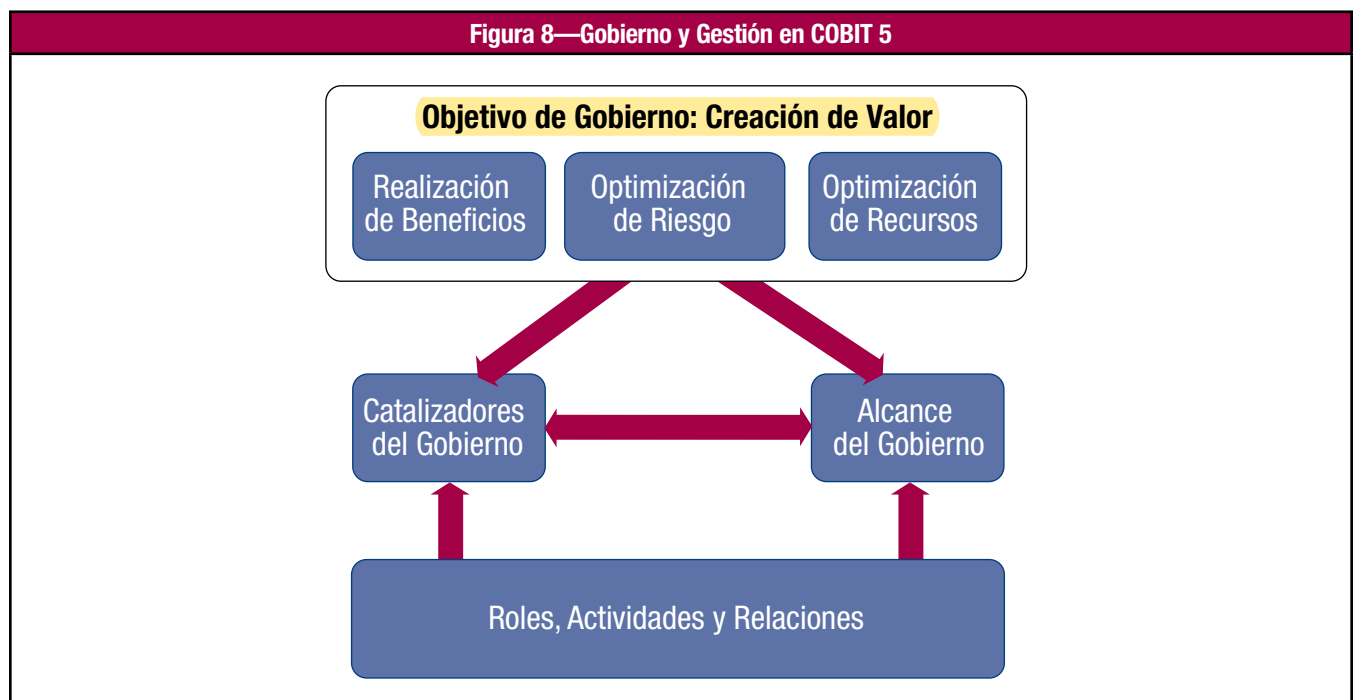 Figura 8—Gobierno y Gestión en COBIT 5
Objetivo de Gobierno: Creación de Valor
Realización
de Beneficios
Optimización
de Riesgo
Optimización
de Recursos
Catalizadores
del Gobierno
Alcance
del Gobierno
Roles, Actividades y Relaciones